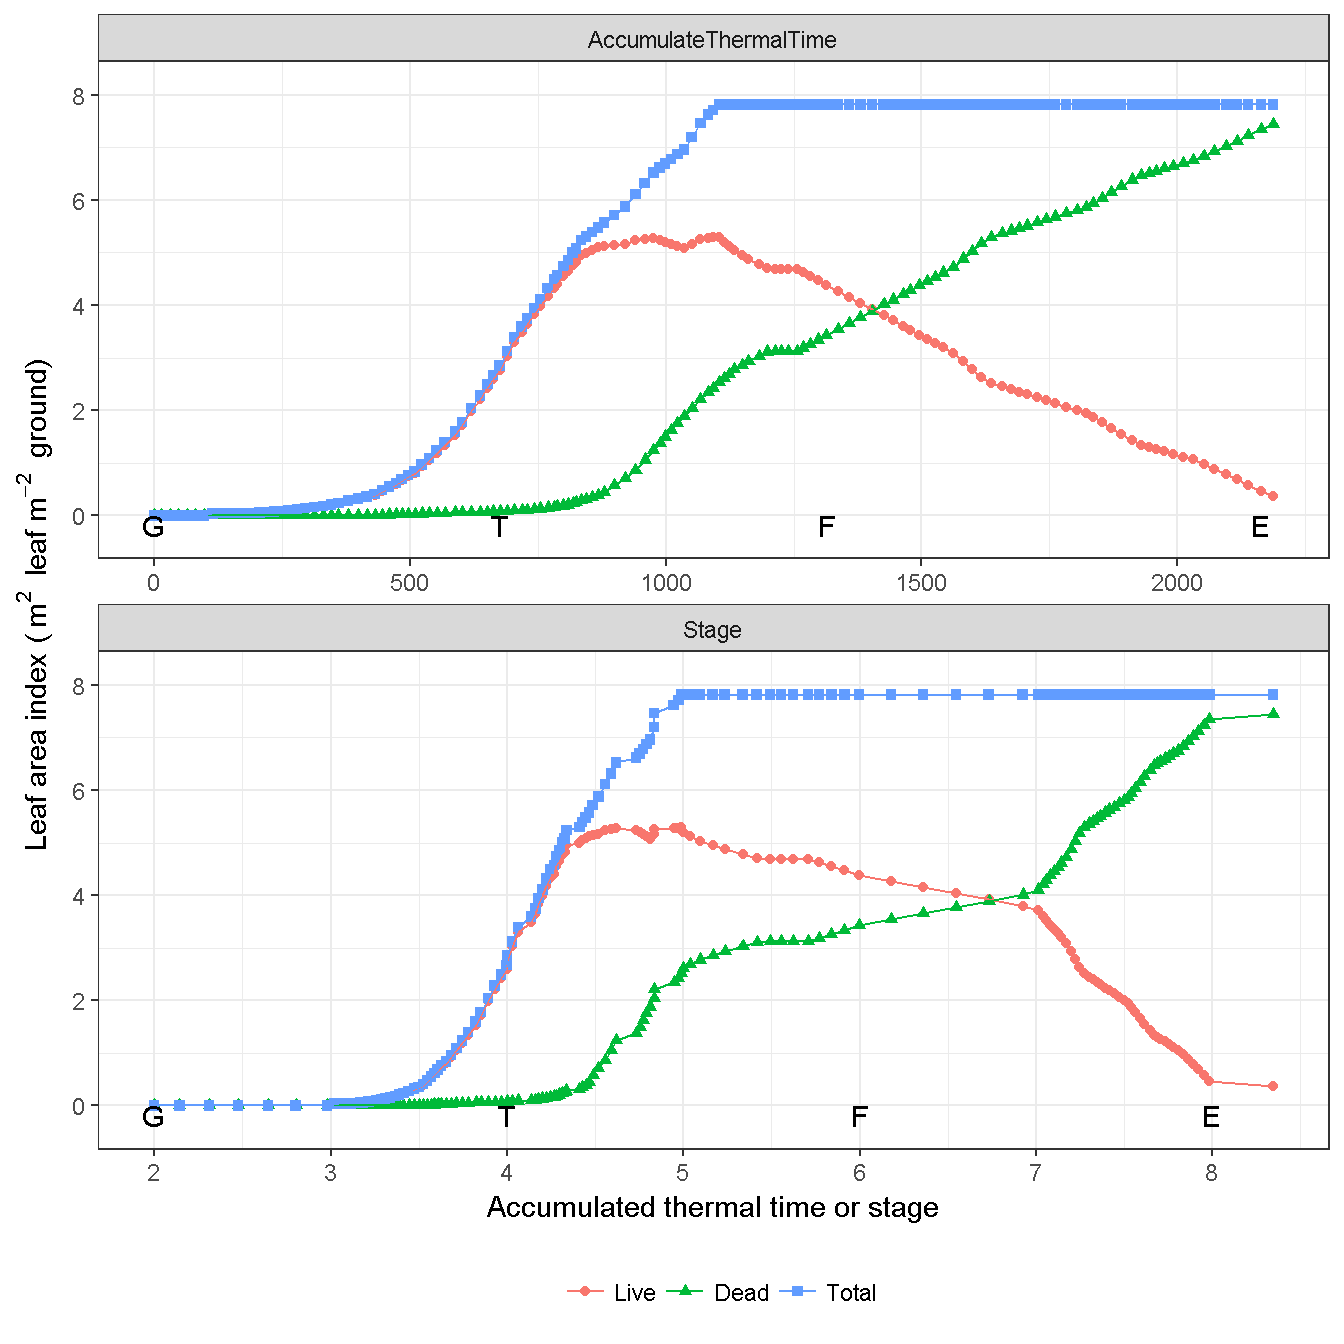 AccumulateThermalTime
8
6
4
2
0
G T F E
0 500 1000 1500 2000
Leaf area index ( m² leaf m⁻² ground)
Stage
8
6
4
2
0
G T F E
2 3 4 5 6 7 8
Accumulated thermal time or stage
Live Dead Total